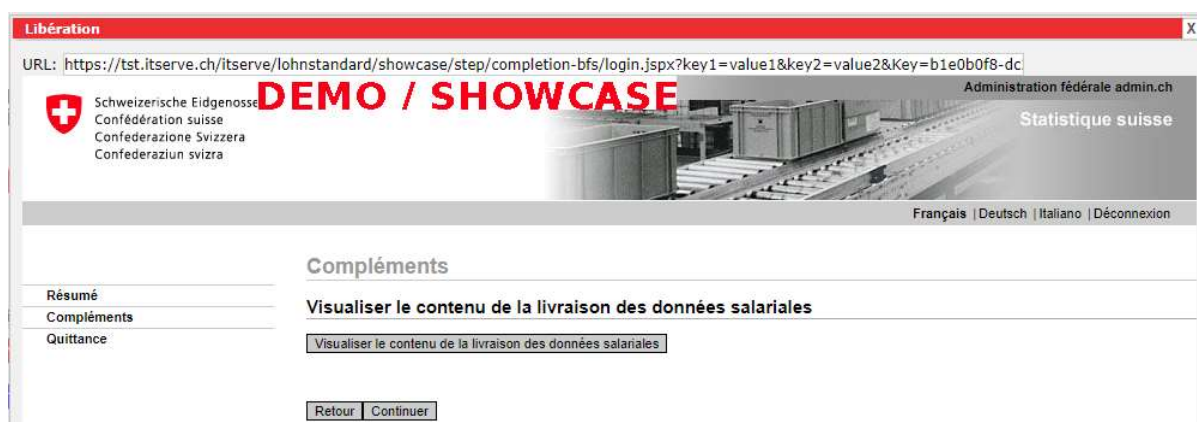 Libération
X
URL: https://tst.itserve.ch/itserve/lohnstandard/showcase/step/completion-bfs/login.jspx?key1=value1&key2=value2&Key=b1e0b0f8-dc
DEMO / SHOWCASE
Administration fédérale admin.ch
Schweizerische
Confédération suisse
Confederazione Svizzera
Confederaziun svizra
Statistique suisse
Français | Deutsch | Italiano | Déconnexion
Compléments
Résumé
Compléments
Quittance
Visualiser le contenu de la livraison des données salariales
Visualiser le contenu de la livraison des données salariales
Retour Continuer